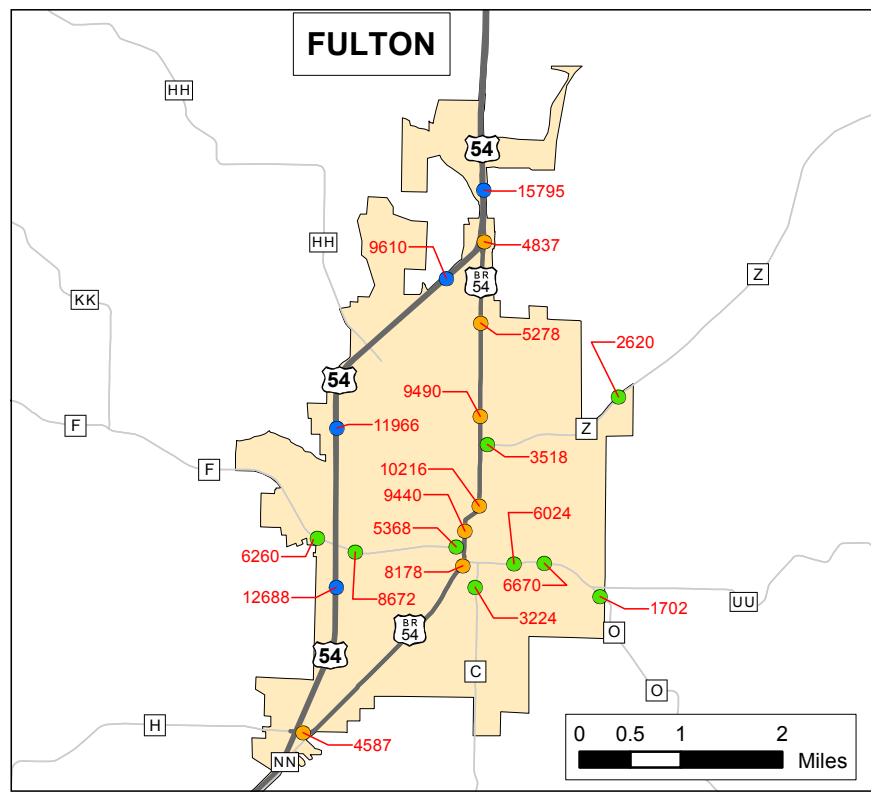 FULTON
HH
54
15795
HH
9610
4837
Z
KK
BR
54
5278
2620
54
9490
F
11966
Z
3518
F
10216
9440
6024
5368
6260
8178
8672
6670
12688
3224
1702
UU
BR
54
O
54
C
O
H
4587
NN
0 0.5 1 2
Miles